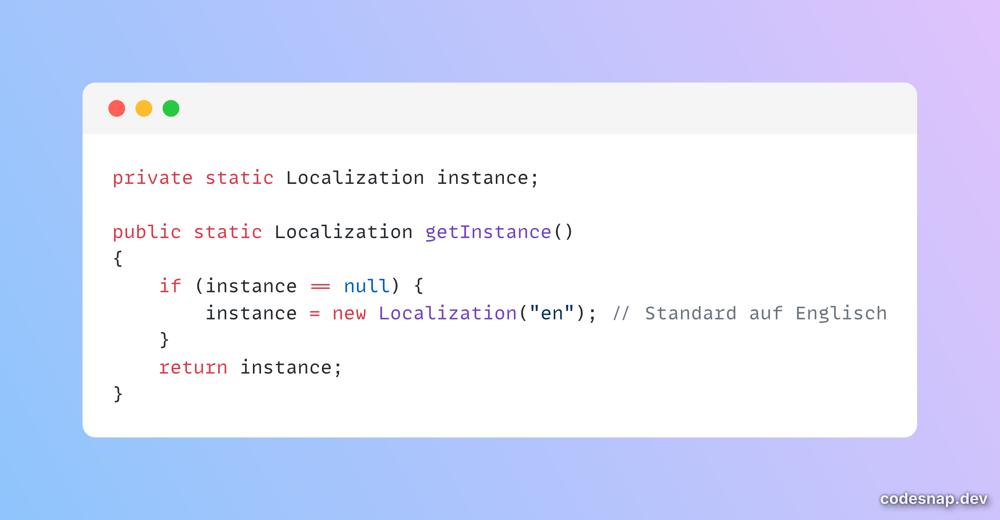 private static Localization instance;
public static Localization getInstance()
{
if (instance == null) {
instance = new Localization("en"); // Standard auf Englisch
}
return instance;
}
codesnap.dev